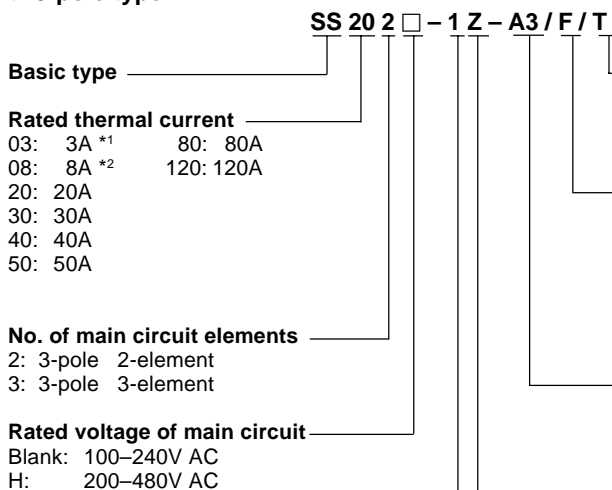 SS 20 2 □ – 1 Z – A3 / F / T
Basic type
Rated thermal current
03: 3A *1 80: 80A
08: 8A *2 120: 120A
20: 20A
30: 30A
40: 40A
50: 50A
No. of main circuit elements
2: 3-pole 2-element
3: 3-pole 3-element
Rated voltage of main circuit
Blank: 100–240V AC
H: 200–480V AC